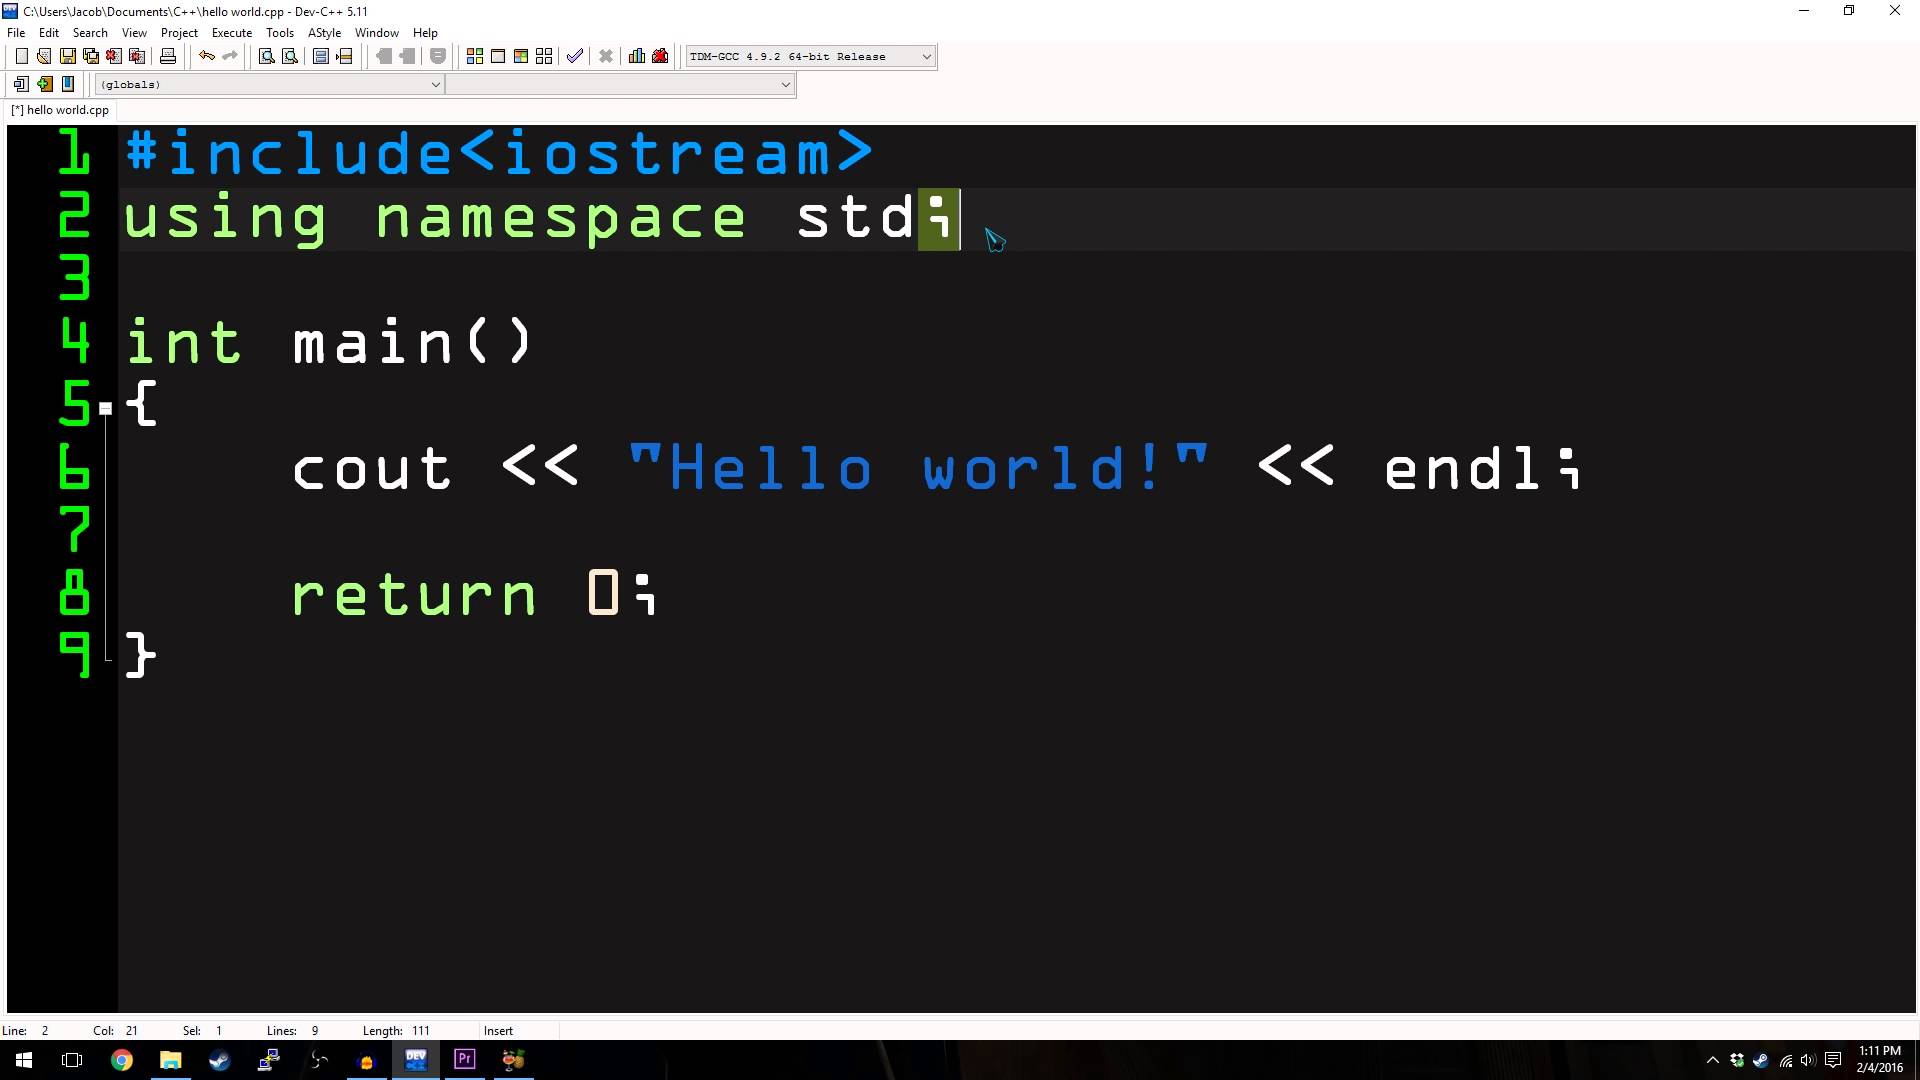 C:\Users\Jacob\Documents\C++\hello world.cpp - Dev-C++ 5.11
File Edit Search View Project Execute Tools AStyle Window Help
TDM-GCC 4.9.2 64-bit Release
(globals)
[*] hello world.cpp
1 #include<iostream>
2 using namespace std;
3
4 int main()
5 {
6 cout << "Hello world!" << endl;
7
8 return 0;
9 }
Line: 2 Col: 21 Sel: 1 Lines: 9 Length: 111 Insert
DEV Pr 1:11 PM
2/4/2016